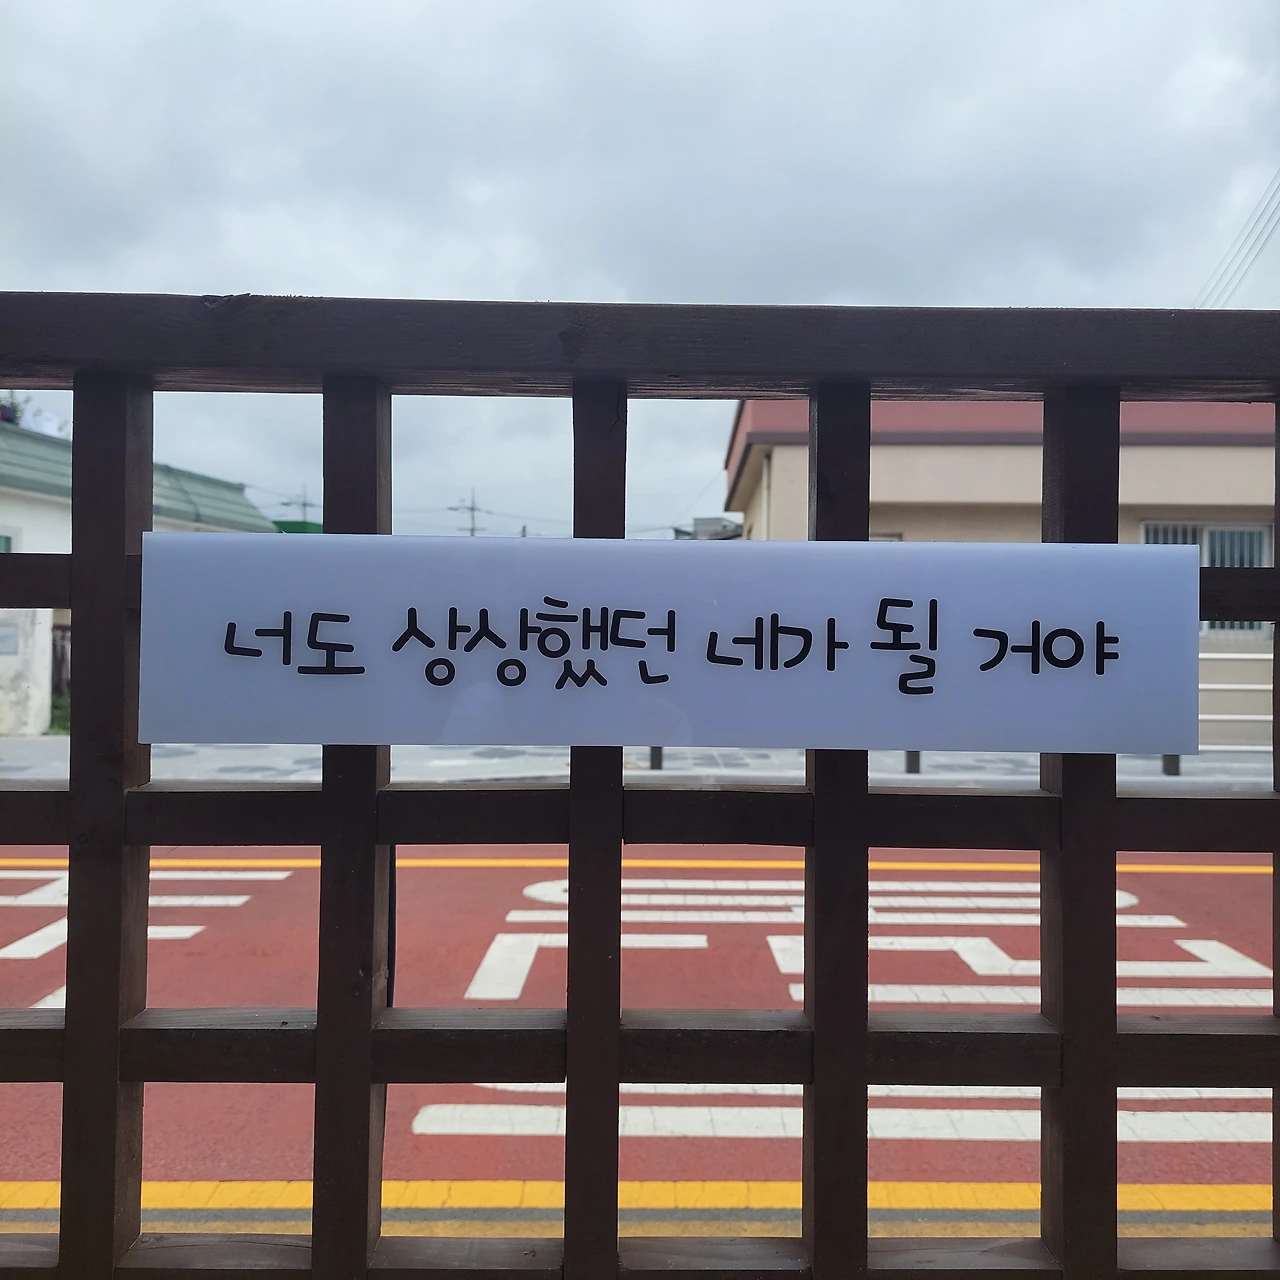 너도 상상했던 네가 될 거야